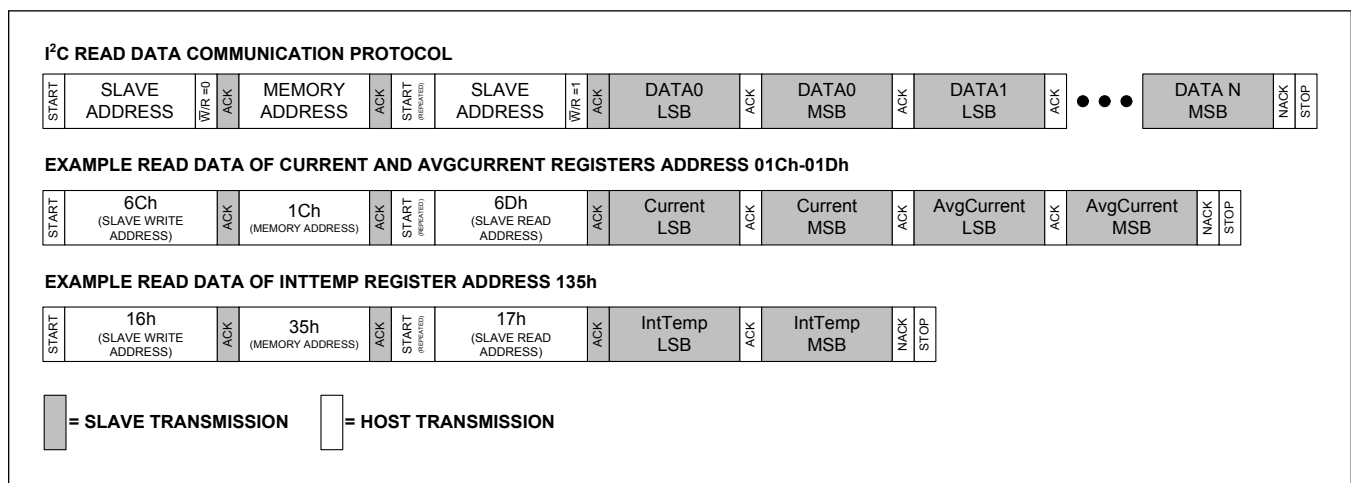 I²C READ DATA COMMUNICATION PROTOCOL
START SLAVE ADDRESS W̅/R =0 ACK MEMORY ADDRESS ACK START (REPEATED) SLAVE ADDRESS W̅/R =1 ACK DATA0 LSB ACK DATA0 MSB ACK DATA1 LSB ACK ● ● ● DATA N MSB NACK STOP
EXAMPLE READ DATA OF CURRENT AND AVGCURRENT REGISTERS ADDRESS 01Ch-01Dh
START 6Ch (SLAVE WRITE ADDRESS) ACK 1Ch (MEMORY ADDRESS) ACK START (REPEATED) 6Dh (SLAVE READ ADDRESS) ACK Current LSB ACK Current MSB ACK AvgCurrent LSB ACK AvgCurrent MSB NACK STOP
EXAMPLE READ DATA OF INTTEMP REGISTER ADDRESS 135h
START 16h (SLAVE WRITE ADDRESS) ACK 35h (MEMORY ADDRESS) ACK START (REPEATED) 17h (SLAVE READ ADDRESS) ACK IntTemp LSB ACK IntTemp MSB NACK STOP
= SLAVE TRANSMISSION = HOST TRANSMISSION